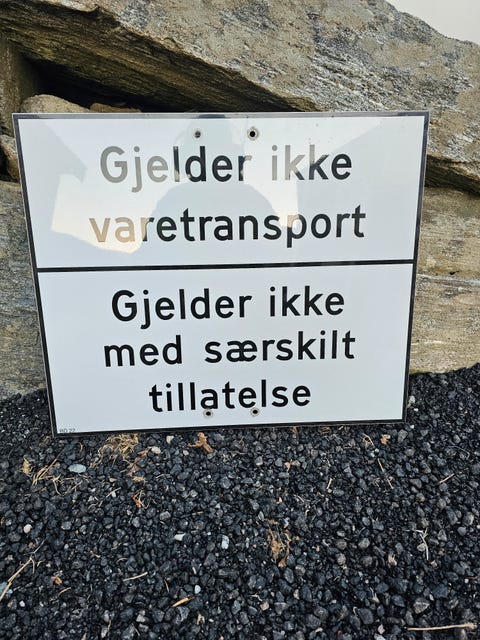 Gjelder ikke
varetransport
Gjelder ikke
med særskilt
tillatelse